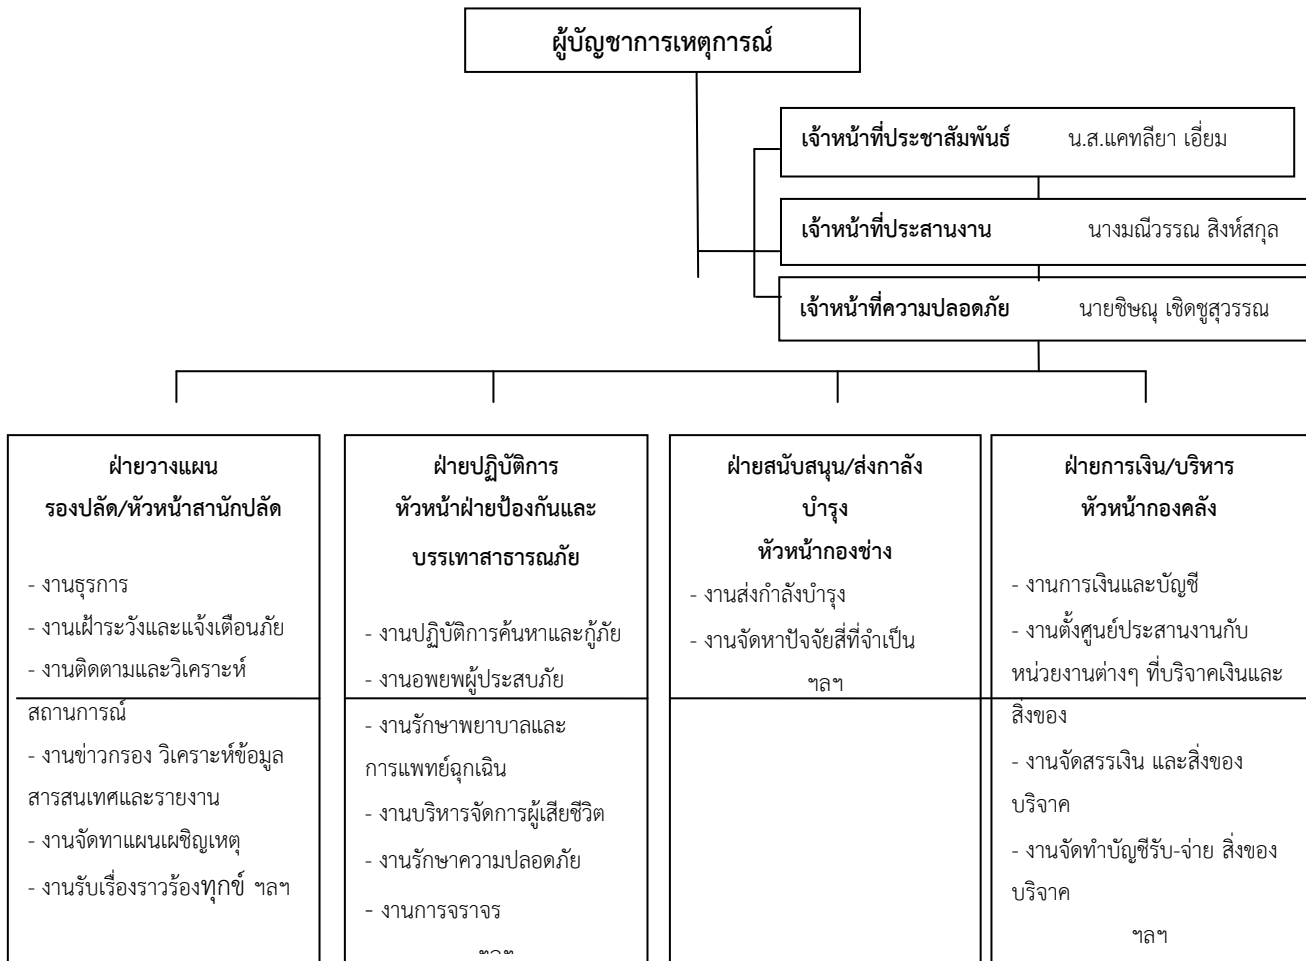 ผู้บัญชาการเหตุการณ์
เจ้าหน้าที่ประชาสัมพันธ์ น.ส.แคทลียา เอี่ยม
เจ้าหน้าที่ประสานงาน นางมณีวรรณ สิงห์สกุล
เจ้าหน้าที่ความปลอดภัย นายชิษณุ เชิดชูสุวรรณ
ฝ่ายวางแผน
รองปลัด/หัวหน้าสานักปลัด
- งานธุรการ
- งานเฝ้าระวังและแจ้งเตือนภัย
- งานติดตามและวิเคราะห์
สถานการณ์
- งานข่าวกรอง วิเคราะห์ข้อมูล
สารสนเทศและรายงาน
- งานจัดทาแผนเผชิญเหตุ
- งานรับเรื่องราวร้องทุกข์ ฯลฯ
ฝ่ายปฏิบัติการ
หัวหน้าฝ่ายป้องกันและ
บรรเทาสาธารณภัย
- งานปฏิบัติการค้นหาและกู้ภัย
- งานอพยพผู้ประสบภัย
- งานรักษาพยาบาลและ
การแพทย์ฉุกเฉิน
- งานบริหารจัดการผู้เสียชีวิต
- งานรักษาความปลอดภัย
- งานการจราจร
ฝ่ายสนับสนุน/ส่งกาลัง
บำรุง
หัวหน้ากองช่าง
- งานส่งกำลังบำรุง
- งานจัดหาปัจจัยสี่ที่จำเป็น
ฯลฯ
ฝ่ายการเงิน/บริหาร
หัวหน้ากองคลัง
- งานการเงินและบัญชี
- งานตั้งศูนย์ประสานงานกับ
หน่วยงานต่างๆ ที่บริจาคเงินและ
สิ่งของ
- งานจัดสรรเงิน และสิ่งของ
บริจาค
- งานจัดทำบัญชีรับ-จ่าย สิ่งของ
บริจาค
ฯลฯ